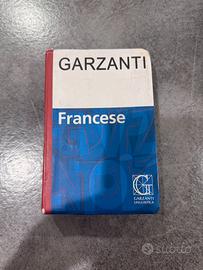 GARZANTI
Francese
G
GARZANTI
LINGUISTICA
subito